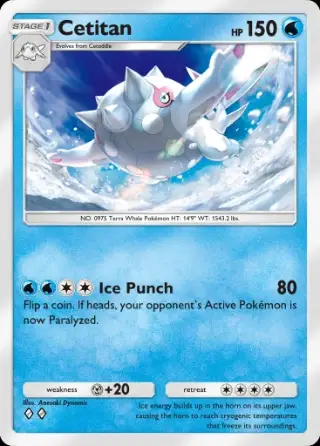 STAGE 1
Cetitan
HP 150
Evolves from Cetoddle
NO. 0975 Terra Whale Pokémon HT: 14'9" WT: 1543.2 lbs.
Ice Punch 80
Flip a coin. If heads, your opponent's Active Pokémon
is now Paralyzed.
weakness +20 retreat
Illus. Anesaki Dynamic
Ice energy builds up in the horn on its upper jaw,
causing the horn to reach cryogenic temperatures
that freeze its surroundings.